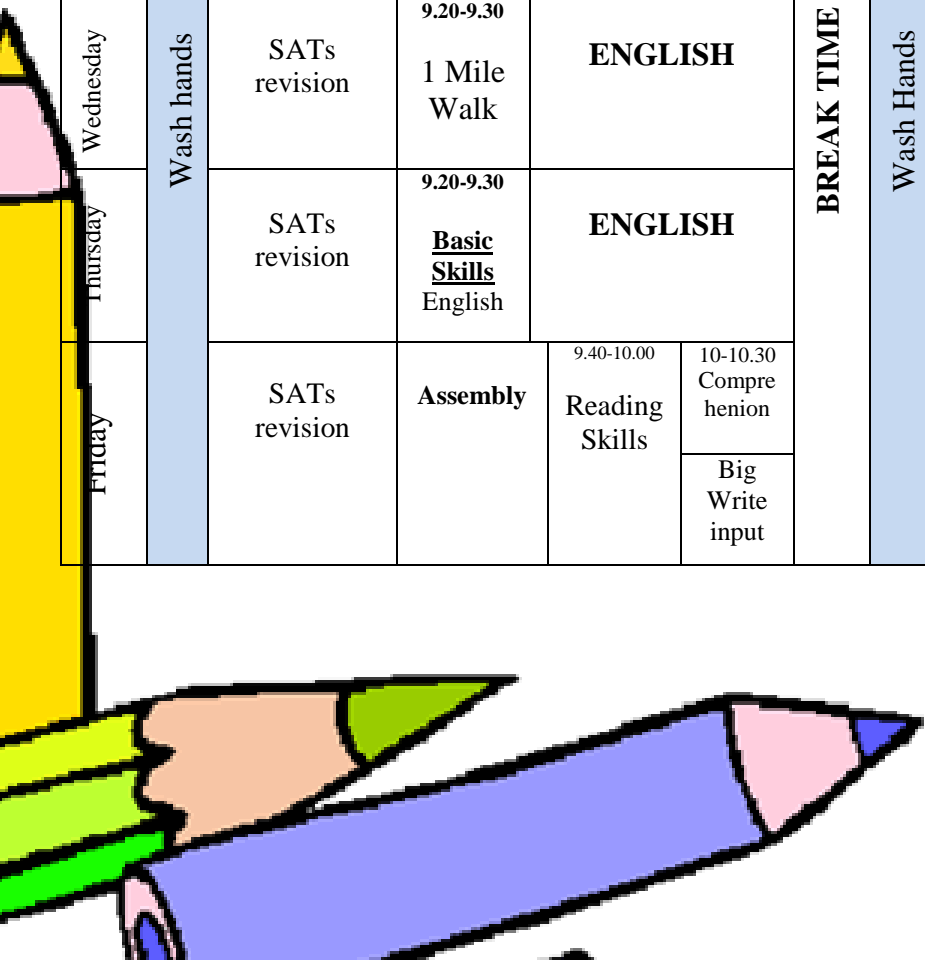 Wednesday
Wash hands
SATs
revision
9.20-9.30
1 Mile
Walk
ENGLISH
BREAK TIME
Wash Hands
Thursday
SATs
revision
9.20-9.30
Basic
Skills
English
ENGLISH
Friday
SATs
revision
Assembly
9.40-10.00
Reading
Skills
10-10.30
Compre
henion
Big
Write
input